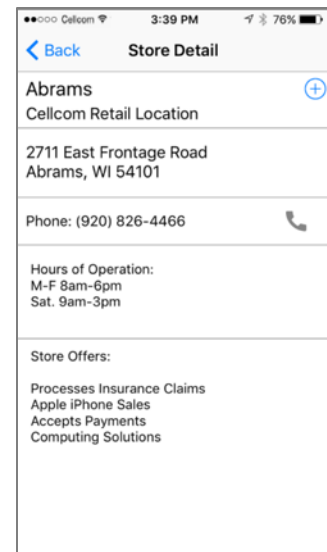 Cellcom 3:39 PM 76%
Back Store Detail
Abrams
Cellcom Retail Location
2711 East Frontage Road
Abrams, WI 54101
Phone: (920) 826-4466
Hours of Operation:
M-F 8am-6pm
Sat. 9am-3pm
Store Offers:
Processes Insurance Claims
Apple iPhone Sales
Accepts Payments
Computing Solutions